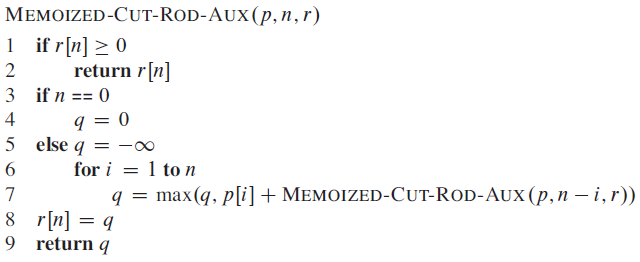 MEMOIZED-CUT-ROD-AUX(p, n, r)
1 if r[n] ≥ 0
2 return r[n]
3 if n == 0
4 q = 0
5 else q = −∞
6 for i = 1 to n
7 q = max(q, p[i] + MEMOIZED-CUT-ROD-AUX(p, n − i, r))
8 r[n] = q
9 return q